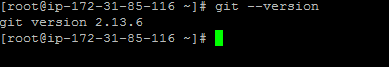 [root@ip-172-31-85-116 ~]# git --version
git version 2.13.6
[root@ip-172-31-85-116 ~]#